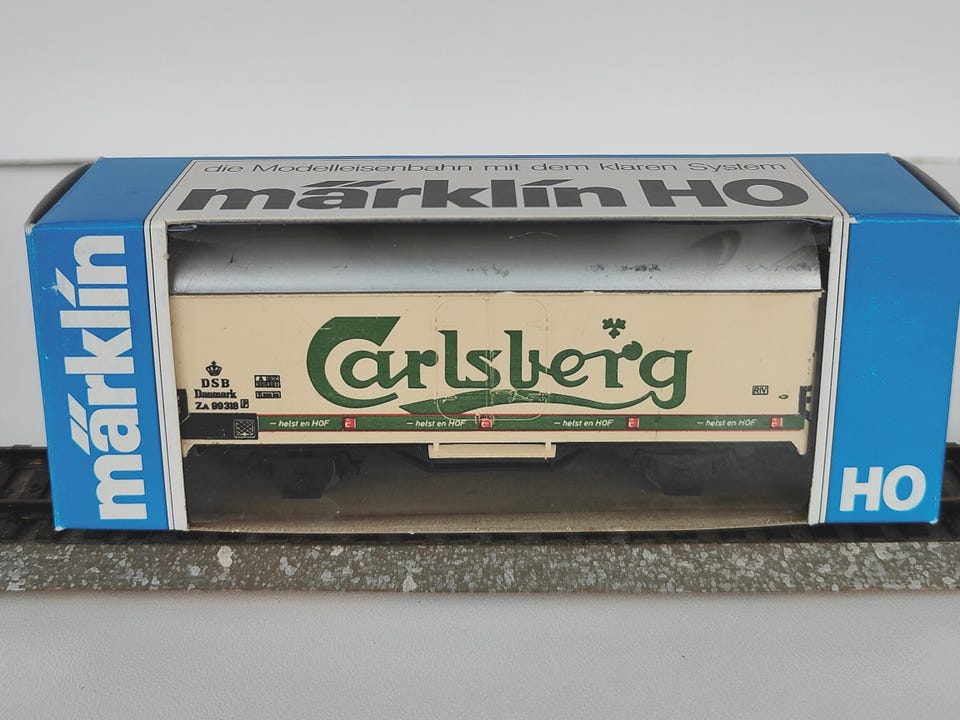 die Modelleisenbahn mit dem klaren System
märklin HO
märklin
Carlsberg
DSB
Danmark
ZA 99318 P
RIV
– helst en HOF – helst en HOF – helst en HOF – helst en HOF
HO